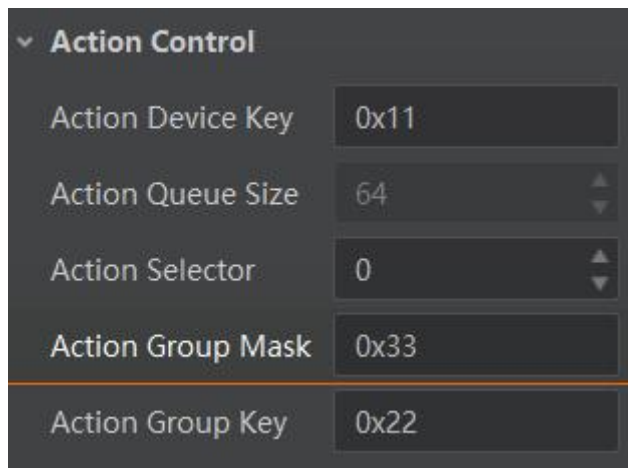 Action Control
Action Device Key 0x11
Action Queue Size 64
Action Selector 0
Action Group Mask 0x33
Action Group Key 0x22